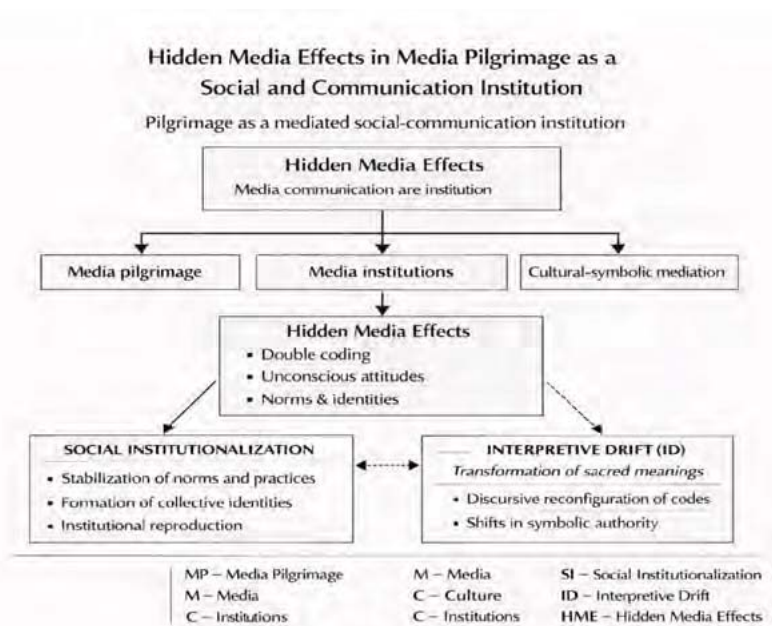 Hidden Media Effects in Media Pilgrimage as a
Social and Communication Institution
Pilgrimage as a mediated social-communication institution
Hidden Media Effects
Media communication are institution
Media pilgrimage
Media institutions
Cultural-symbolic mediation
Hidden Media Effects
• Double coding
• Unconscious attitudes
• Norms & identities
SOCIAL INSTITUTIONALIZATION
• Stabilization of norms and practices
• Formation of collective identities
• Institutional reproduction
INTERPRETIVE DRIFT (ID)
Transformation of sacred meanings
• Discursive reconfiguration of codes
• Shifts in symbolic authority
MP – Media Pilgrimage
M – Media
C – Institutions
M – Media
C – Culture
C – Institutions
SI – Social Institutionalization
ID – Interpretive Drift
HME – Hidden Media Effects